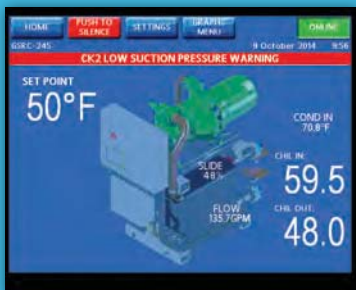 HOME
PUSH TO
SILENCE
SETTINGS
GRAPHIC
MENU
ONLINE
GSRC-24S
9 October 2014 9:56
CK2 LOW SUCTION PRESSURE WARNING
SET POINT
50°F
COND IN
70.8°F
SLIDE
48%
CHIL IN:
59.5
FLOW
135.7GPM
CHIL OUT:
48.0